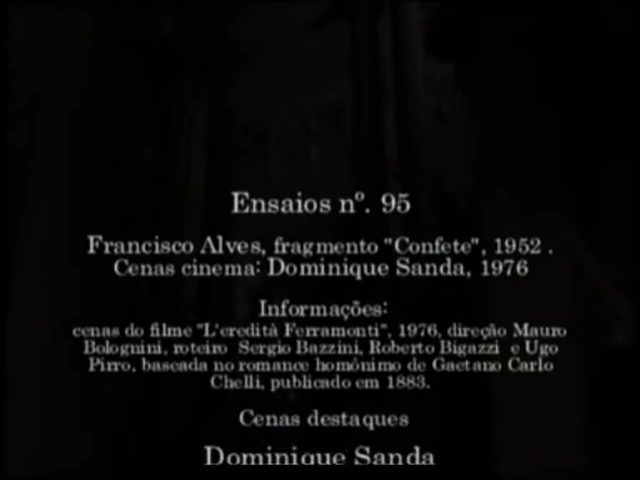 Ensaios nº. 95
Francisco Alves, fragmento "Confete", 1952 .
Cenas cinema: Dominique Sanda, 1976
Informações:
cenas do filme "L'eredità Ferramonti", 1976, direção Mauro
Bolognini, roteiro Sergio Bazzini, Roberto Bigazzi e Ugo
Pirro, baseada no romance homônimo de Gaetano Carlo
Chelli, publicado em 1883.
Cenas destaques
Dominique Sanda